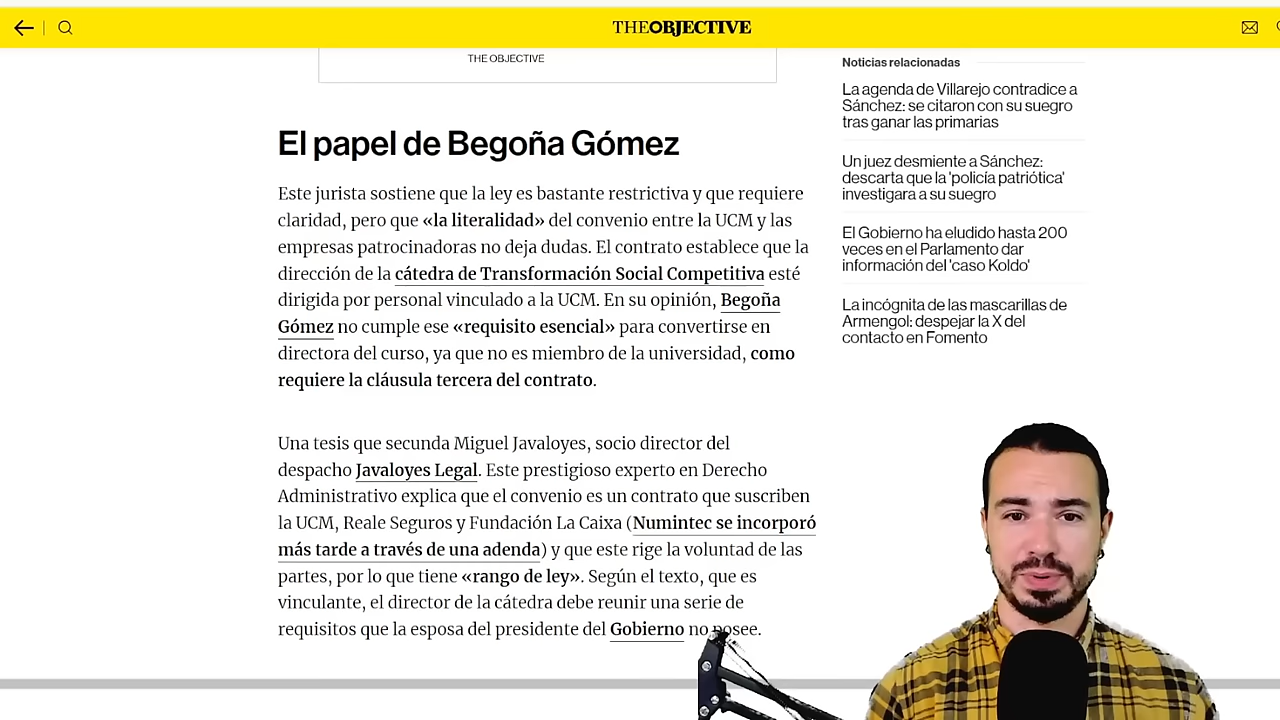 THE OBJECTIVE
THE OBJECTIVE
El papel de Begoña Gómez
Este jurista sostiene que la ley es bastante restrictiva y que requiere
claridad, pero que «la literalidad» del convenio entre la UCM y las
empresas patrocinadoras no deja dudas. El contrato establece que la
dirección de la cátedra de Transformación Social Competitiva esté
dirigida por personal vinculado a la UCM. En su opinión, Begoña
Gómez no cumple ese «requisito esencial» para convertirse en
directora del curso, ya que no es miembro de la universidad, como
requiere la cláusula tercera del contrato.
Una tesis que secunda Miguel Javaloyes, socio director del
despacho Javaloyes Legal. Este prestigioso experto en Derecho
Administrativo explica que el convenio es un contrato que suscriben
la UCM, Reale Seguros y Fundación La Caixa (Numintec se incorporó
más tarde a través de una adenda) y que este rige la voluntad de las
partes, por lo que tiene «rango de ley». Según el texto, que es
vinculante, el director de la cátedra debe reunir una serie de
requisitos que la esposa del presidente del Gobierno no posee.
Noticias relacionadas
La agenda de Villarejo contradice a
Sánchez: se citaron con su suegro
tras ganar las primarias
Un juez desmiente a Sánchez:
descarta que la 'policía patriótica'
investigara a su suegro
El Gobierno ha eludido hasta 200
veces en el Parlamento dar
información del 'caso Koldo'
La incógnita de las mascarillas de
Armengol: despejar la X del
contacto en Fomento